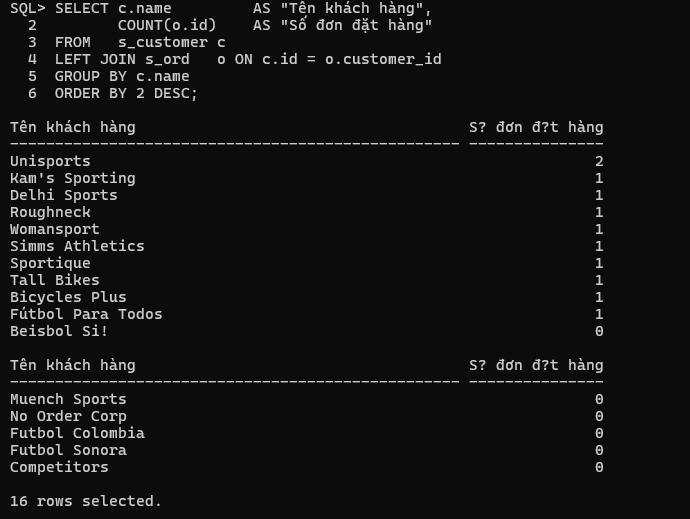 SQL> SELECT c.name         AS "Tên khách hàng",
  2         COUNT(o.id)    AS "Số đơn đặt hàng"
  3  FROM   s_customer c
  4  LEFT JOIN s_ord   o ON c.id = o.customer_id
  5  GROUP BY c.name
  6  ORDER BY 2 DESC;
Tên khách hàng                                     S? đơn đ?t hàng
-------------------------------------------------- ---------------
Unisports                                                        2
Kam's Sporting                                                   1
Delhi Sports                                                     1
Roughneck                                                        1
Womansport                                                       1
Simms Athletics                                                  1
Sportique                                                        1
Tall Bikes                                                       1
Bicycles Plus                                                    1
Fútbol Para Todos                                                1
Beisbol Si!                                                      0
Tên khách hàng                                     S? đơn đ?t hàng
-------------------------------------------------- ---------------
Muench Sports                                                    0
No Order Corp                                                    0
Futbol Colombia                                                  0
Futbol Sonora                                                    0
Competitors                                                      0
16 rows selected.